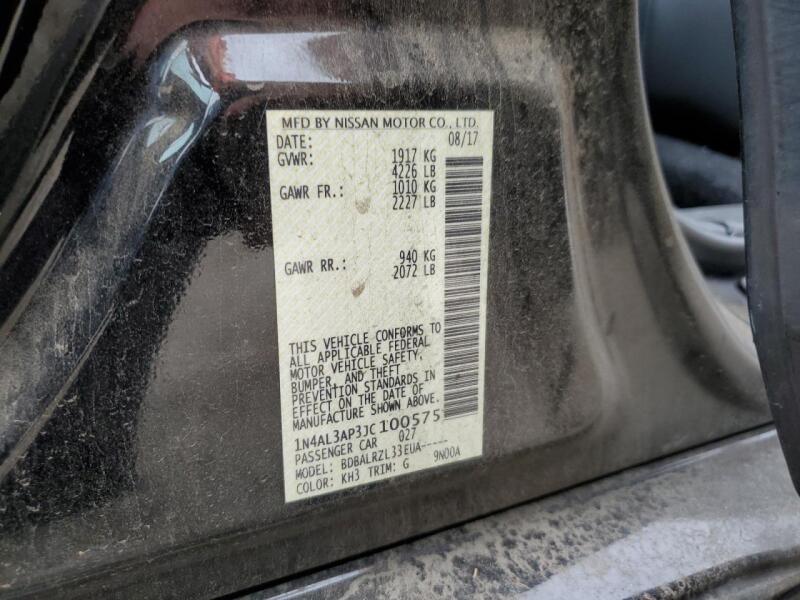 MFD BY NISSAN MOTOR CO., LTD.
DATE: 08/17
GVWR: 1917 KG
4226 LB
GAWR FR.: 1010 KG
2227 LB
GAWR RR.: 940 KG
2072 LB
THIS VEHICLE CONFORMS TO
ALL APPLICABLE FEDERAL
MOTOR VEHICLE SAFETY,
BUMPER, AND THEFT
PREVENTION STANDARDS IN
EFFECT ON THE DATE OF
MANUFACTURE SHOWN ABOVE.
1N4AL3AP3JC100575
PASSENGER CAR 027
MODEL: BDBALRZL33EUA-----
COLOR: KH3 TRIM: G 9N00A